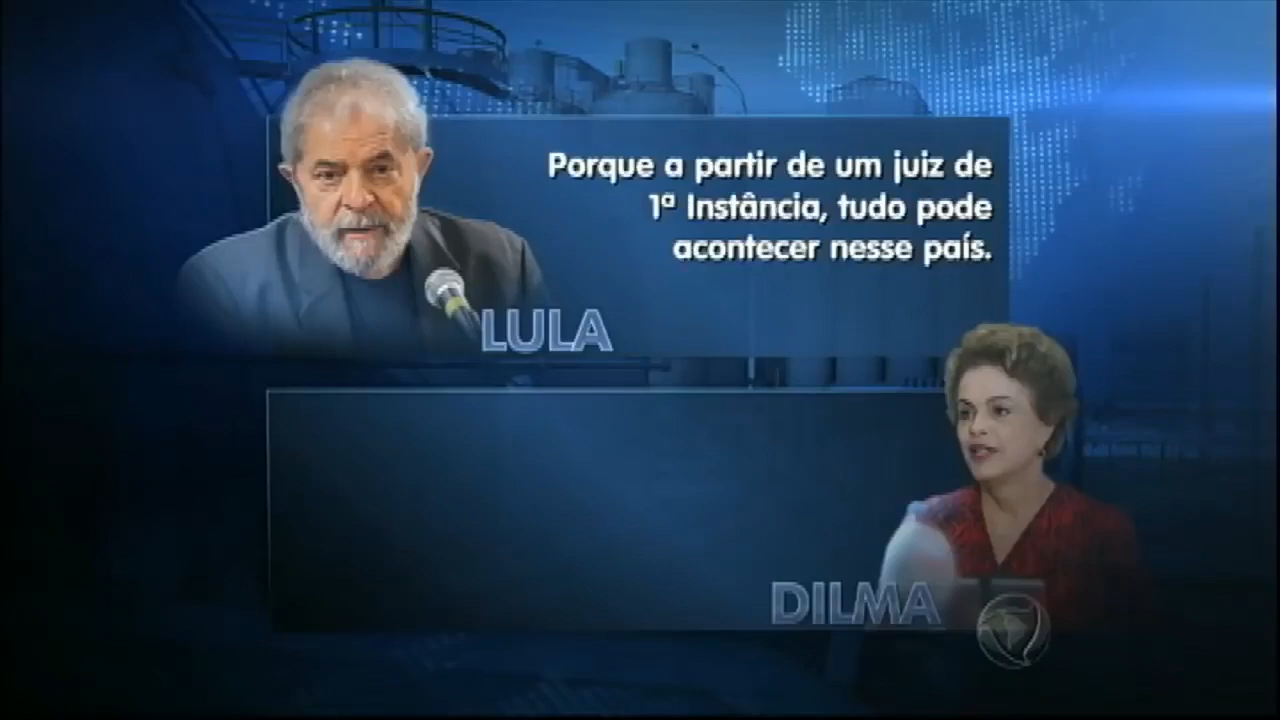 Porque a partir de um juiz de
1ª Instância, tudo pode
acontecer nesse país.
LULA
DILMA